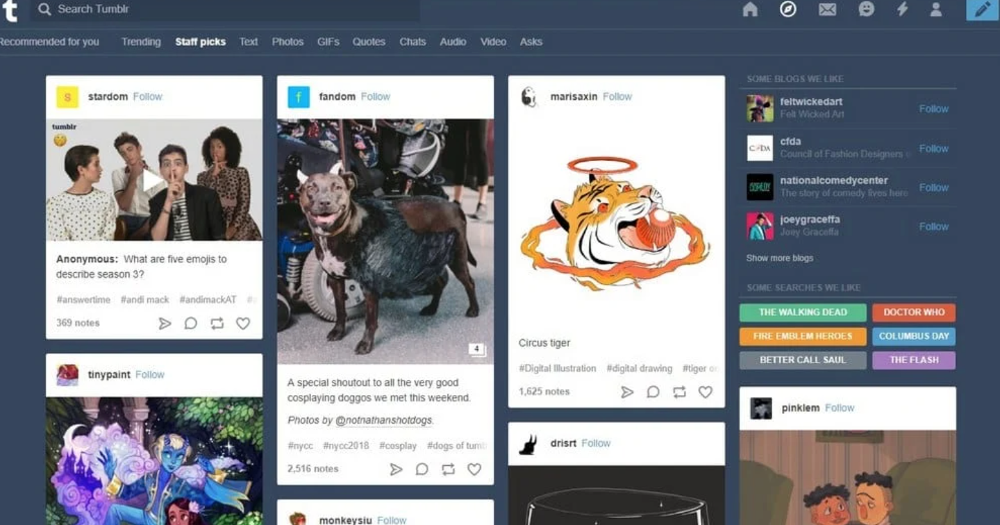 t
Search Tumblr
Recommended for you Trending Staff picks Text Photos GIFs Quotes Chats Audio Video Asks
s
stardom Follow
tumblr
Anonymous: What are five emojis to
describe season 3?
#answertime #andi mack #andimackAT
369 notes
tinypaint Follow
f
fandom Follow
4
A special shoutout to all the very good
cosplaying doggos we met this weekend.
Photos by @notnathanshotdogs.
#nycc #nycc2018 #cosplay #dogs of tumb
2,516 notes
monkeysiu Follow
marisaxin Follow
Circus tiger
#Digital Illustration #digital drawing #tiger
1,625 notes
drisrt Follow
SOME BLOGS WE LIKE
feltwickedart
Felt Wicked Art
Follow
CFDA
cfda
Council of Fashion Designers
Follow
COMEDY
nationalcomedycenter
The story of comedy lives here
Follow
joeygraceffa
Joey Graceffa
Follow
Show more blogs
SOME SEARCHES WE LIKE
THE WALKING DEAD DOCTOR WHO
FIRE EMBLEM HEROES COLUMBUS DAY
BETTER CALL SAUL THE FLASH
pinklem Follow